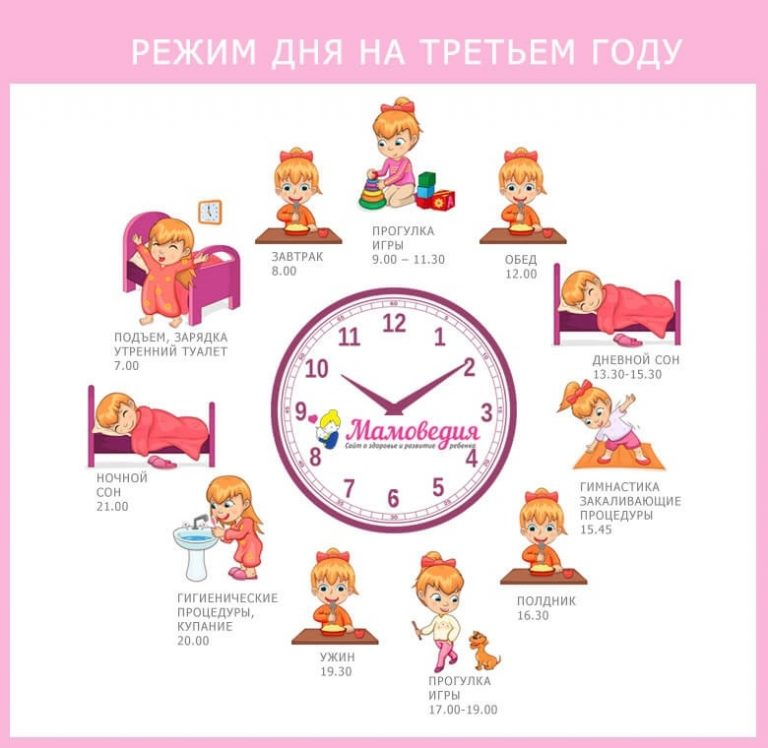 РЕЖИМ ДНЯ НА ТРЕТЬЕМ ГОДУ
ПОДЪЕМ, ЗАРЯДКА
УТРЕННИЙ ТУАЛЕТ
7.00
ЗАВТРАК
8.00
ПРОГУЛКА
ИГРЫ
9.00 – 11.30
ОБЕД
12.00
ДНЕВНОЙ СОН
13.30-15.30
ГИМНАСТИКА
ЗАКАЛИВАЮЩИЕ
ПРОЦЕДУРЫ
15.45
ПОЛДНИК
16.30
ПРОГУЛКА
ИГРЫ
17.00-19.00
УЖИН
19.30
ГИГИЕНИЧЕСКИЕ
ПРОЦЕДУРЫ,
КУПАНИЕ
20.00
НОЧНОЙ
СОН
21.00
12
1
2
3
4
5
6
7
8
9
10
11
Мамоведия
Сайт о здоровье и развитие ребенка